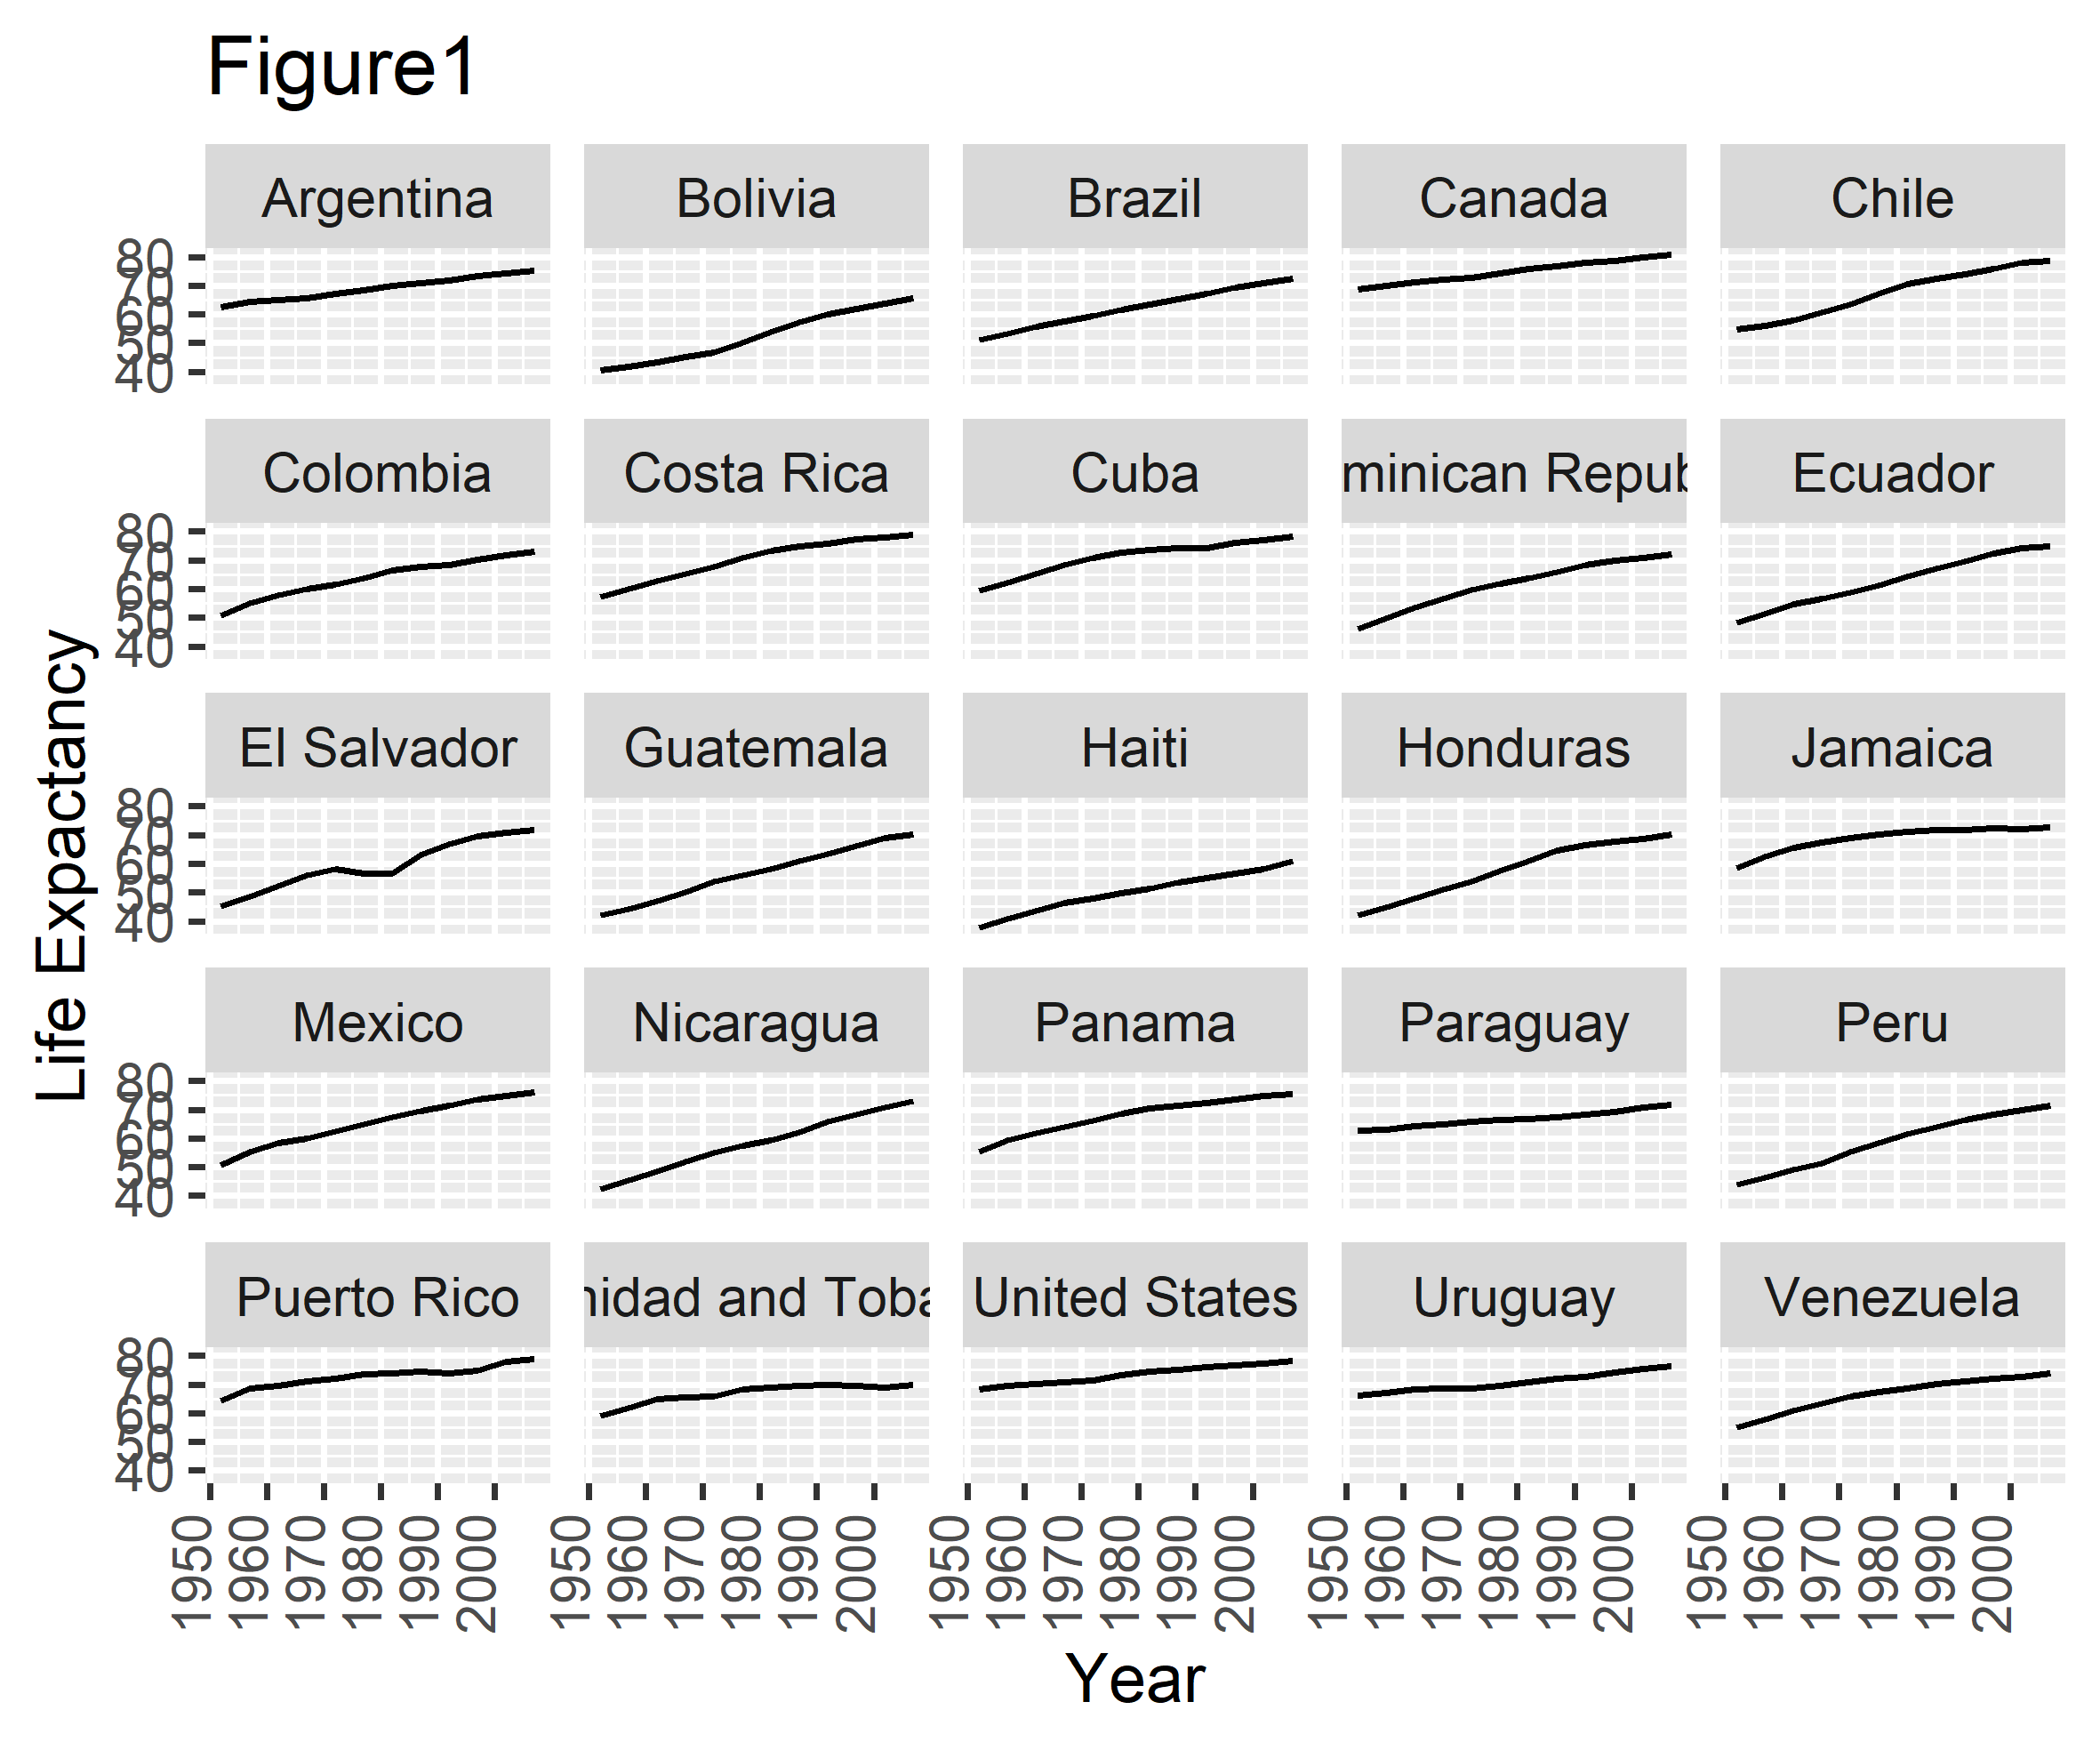 Figure1
Argentina
Bolivia
Brazil
Canada
Chile
80
70
60
50
40
Colombia
Costa Rica
Cuba
minican Repub
Ecuador
80
70
60
50
40
El Salvador
Guatemala
Haiti
Honduras
Jamaica
80
70
60
50
40
Mexico
Nicaragua
Panama
Paraguay
Peru
80
70
60
50
40
Puerto Rico
nidad and Toba
United States
Uruguay
Venezuela
80
70
60
50
40
1950
1960
1970
1980
1990
2000
1950
1960
1970
1980
1990
2000
1950
1960
1970
1980
1990
2000
1950
1960
1970
1980
1990
2000
1950
1960
1970
1980
1990
2000
Year
Life Expactancy